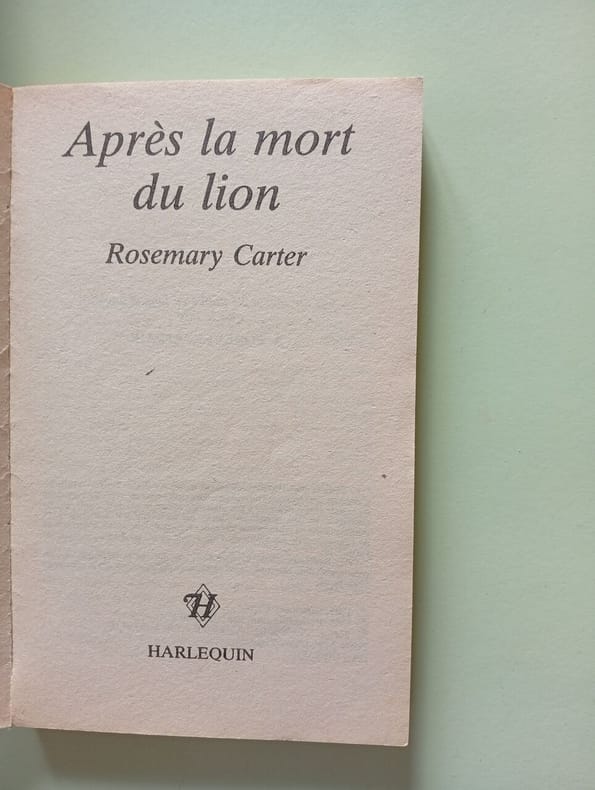 Après la mort
du lion
Rosemary Carter
H
HARLEQUIN